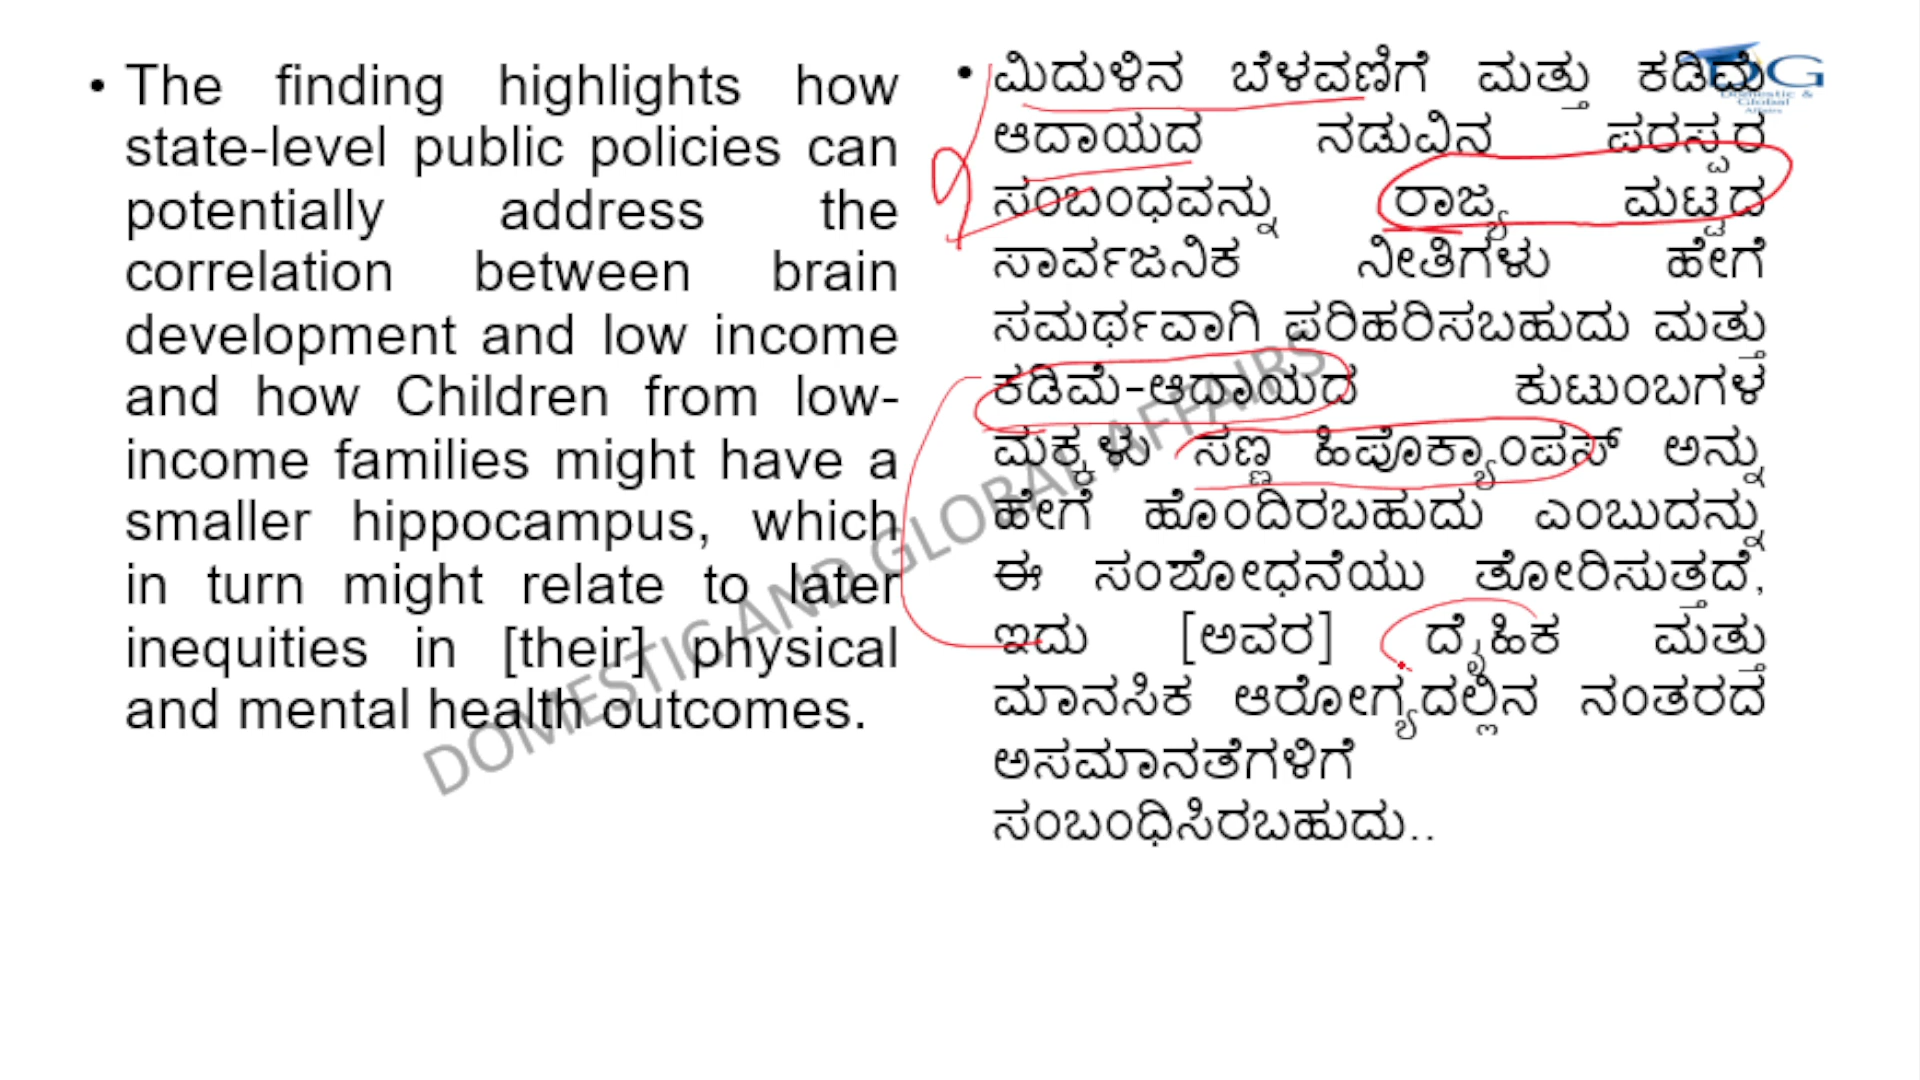 • The finding highlights how
state-level public policies can
potentially address the
correlation between brain
development and low income
and how Children from low-
income families might have a
smaller hippocampus, which
in turn might relate to later
inequities in [their] physical
and mental health outcomes.
• ಮಿದುಳಿನ ಬೆಳವಣಿಗೆ ಮತ್ತು ಕಡಿಮೆ
ಆದಾಯದ ನಡುವಿನ ಪರಸ್ಪರ
ಸಂಬಂಧವನ್ನು ರಾಜ್ಯ ಮಟ್ಟದ
ಸಾರ್ವಜನಿಕ ನೀತಿಗಳು ಹೇಗೆ
ಸಮರ್ಥವಾಗಿ ಪರಿಹರಿಸಬಹುದು ಮತ್ತು
ಕಡಿಮೆ-ಆದಾಯದ ಕುಟುಂಬಗಳ
ಮಕ್ಕಳು ಸಣ್ಣ ಹಿಪೊಕ್ಯಾಂಪಸ್ ಅನ್ನು
ಹೇಗೆ ಹೊಂದಿರಬಹುದು ಎಂಬುದನ್ನು
ಈ ಸಂಶೋಧನೆಯು ತೋರಿಸುತ್ತದೆ,
ಇದು [ಅವರ] ದೈಹಿಕ ಮತ್ತು
ಮಾನಸಿಕ ಆರೋಗ್ಯದಲ್ಲಿನ ನಂತರದ
ಅಸಮಾನತೆಗಳಿಗೆ
ಸಂಬಂಧಿಸಿರಬಹುದು..
DG
Domestic &
Global
Affairs
DOMESTIC AND GLOBAL AFFAIRS